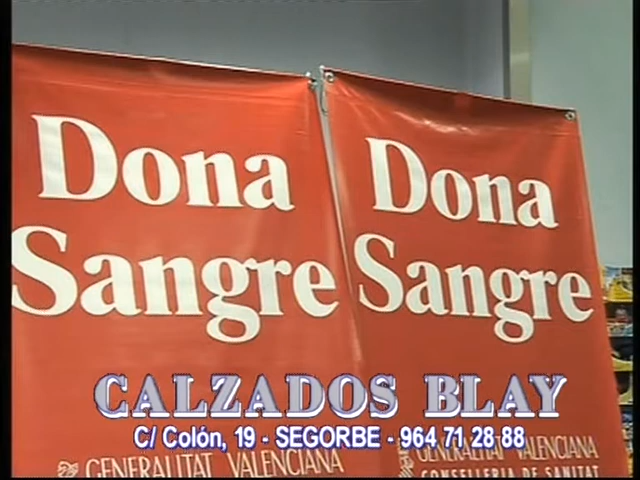 Dona
Sangre
Dona
Sangre
CALZADOS BLAY
C/ Colón, 19 - SEGORBE - 964 71 28 88
GENERALITAT VALENCIANA
GENERALITAT VALENCIANA
CONSELLERIA DE SANITAT